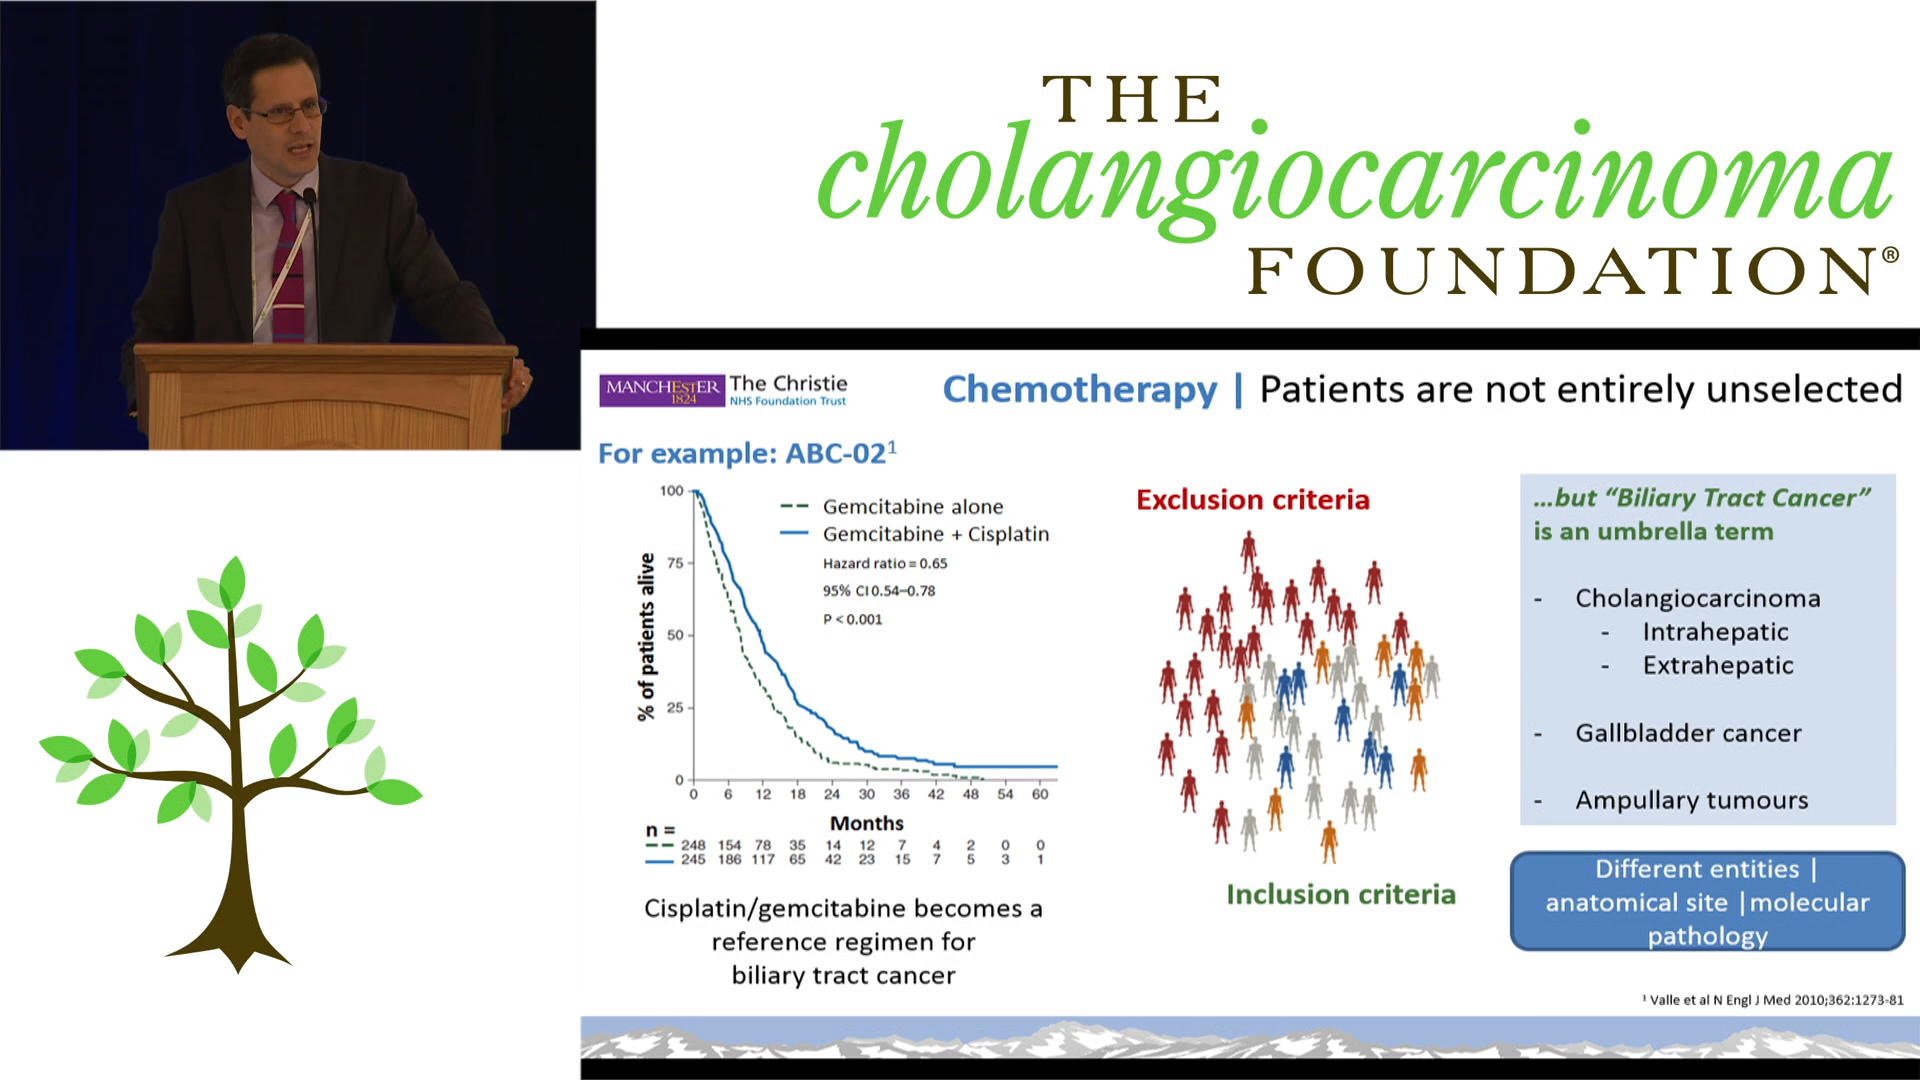 THE
cholangiocarcinoma
FOUNDATION®
MANCHESTER
1824
The Christie
NHS Foundation Trust
Chemotherapy | Patients are not entirely unselected
For example: ABC-02¹
Gemcitabine alone
Gemcitabine + Cisplatin
Hazard ratio = 0.65
95% CI 0.54–0.78
P < 0.001
% of patients alive
100
75
50
25
0
0 6 12 18 24 30 36 42 48 54 60
Months
n =
248 154 78 35 14 12 7 4 2 0 0
245 186 117 65 42 23 15 7 5 3 1
Cisplatin/gemcitabine becomes a
reference regimen for
biliary tract cancer
Exclusion criteria
Inclusion criteria
...but “Biliary Tract Cancer”
is an umbrella term
- Cholangiocarcinoma
- Intrahepatic
- Extrahepatic
- Gallbladder cancer
- Ampullary tumours
Different entities |
anatomical site |molecular
pathology
¹ Valle et al N Engl J Med 2010;362:1273-81